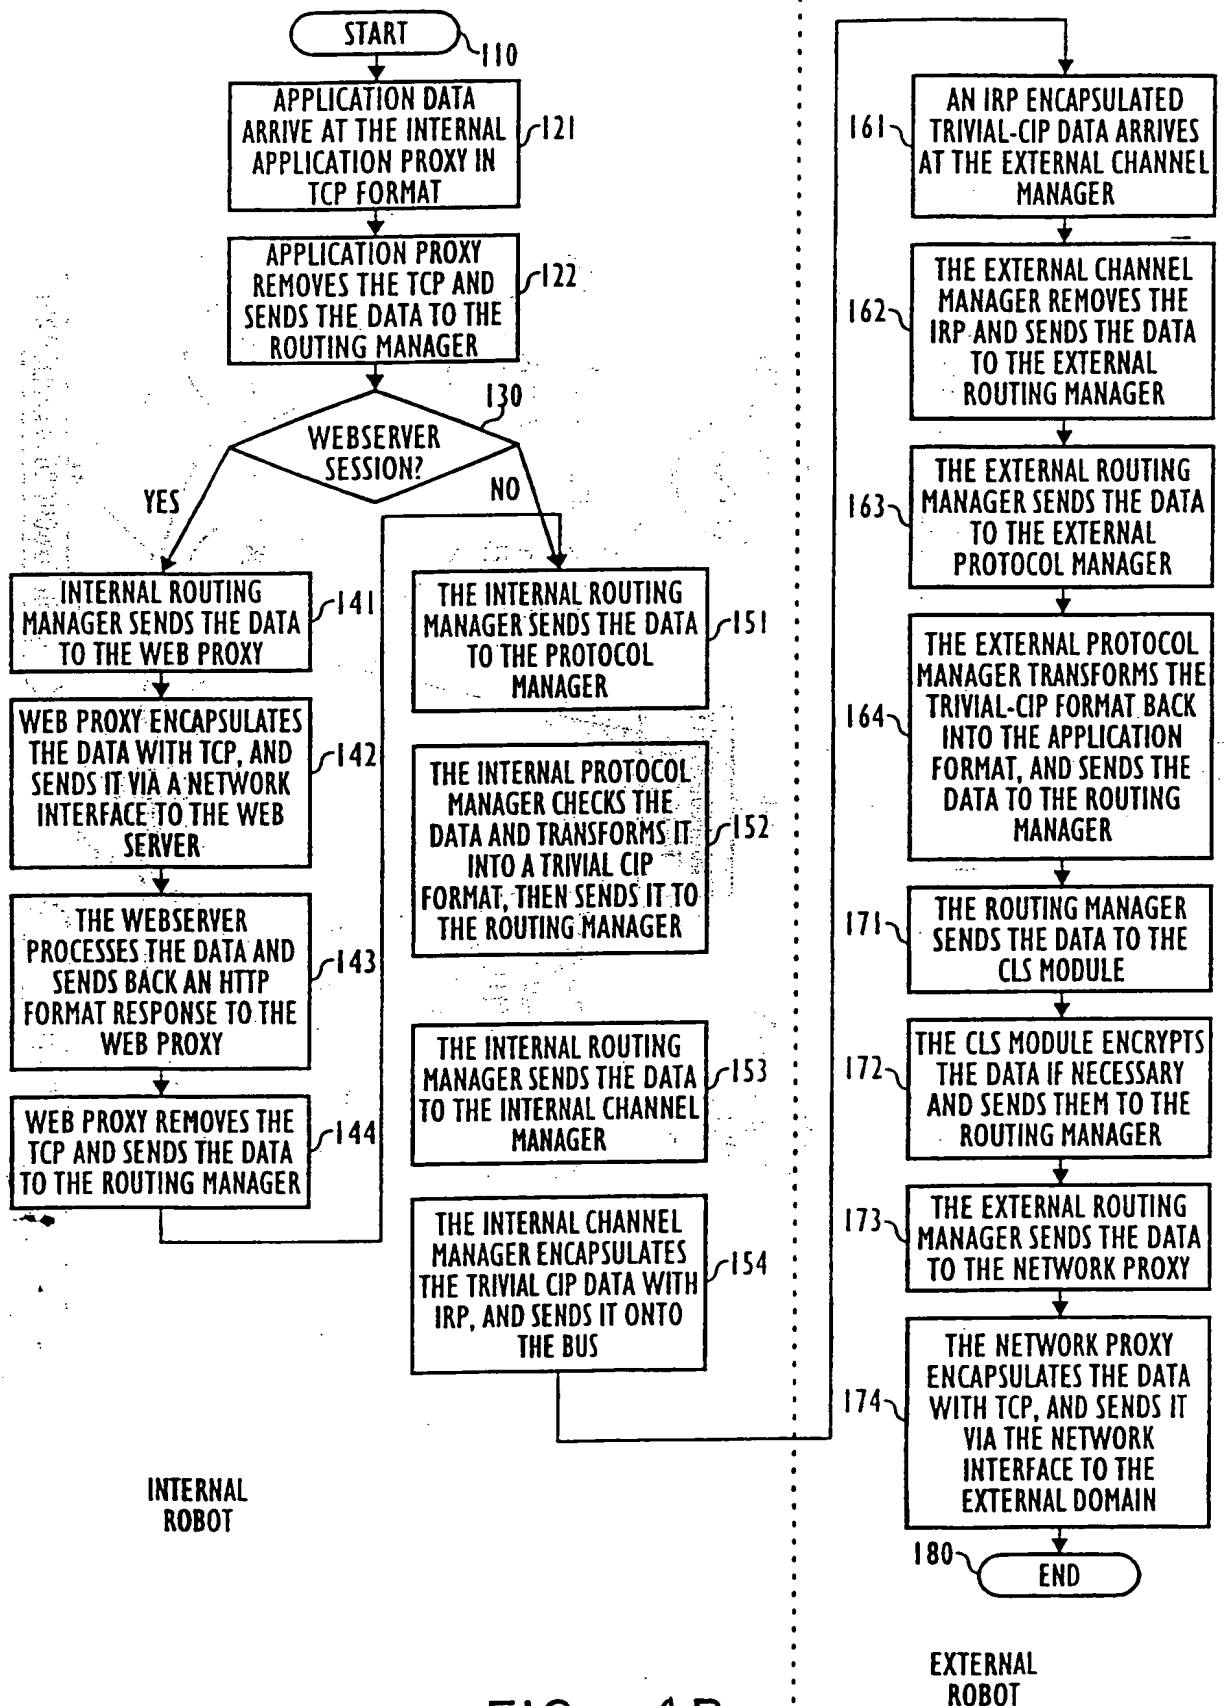 START
110
APPLICATION DATA
ARRIVE AT THE INTERNAL
APPLICATION PROXY IN
TCP FORMAT
121
APPLICATION PROXY
REMOVES THE TCP AND
SENDS THE DATA TO THE
ROUTING MANAGER
122
130
WEBSERVER
SESSION?
YES
NO
INTERNAL ROUTING
MANAGER SENDS THE DATA
TO THE WEB PROXY
141
WEB PROXY ENCAPSULATES
THE DATA WITH TCP, AND
SENDS IT VIA A NETWORK
INTERFACE TO THE WEB
SERVER
142
THE WEBSERVER
PROCESSES THE DATA AND
SENDS BACK AN HTTP
FORMAT RESPONSE TO THE
WEB PROXY
143
WEB PROXY REMOVES THE
TCP AND SENDS THE DATA
TO THE ROUTING MANAGER
144
THE INTERNAL ROUTING
MANAGER SENDS THE DATA
TO THE PROTOCOL
MANAGER
151
THE INTERNAL PROTOCOL
MANAGER CHECKS THE
DATA AND TRANSFORMS IT
INTO A TRIVIAL CIP
FORMAT, THEN SENDS IT TO
THE ROUTING MANAGER
152
THE INTERNAL ROUTING
MANAGER SENDS THE DATA
TO THE INTERNAL CHANNEL
MANAGER
153
THE INTERNAL CHANNEL
MANAGER ENCAPSULATES
THE TRIVIAL CIP DATA WITH
IRP, AND SENDS IT ONTO
THE BUS
154
INTERNAL
ROBOT
161
AN IRP ENCAPSULATED
TRIVIAL-CIP DATA ARRIVES
AT THE EXTERNAL CHANNEL
MANAGER
162
THE EXTERNAL CHANNEL
MANAGER REMOVES THE
IRP AND SENDS THE DATA
TO THE EXTERNAL
ROUTING MANAGER
163
THE EXTERNAL ROUTING
MANAGER SENDS THE DATA
TO THE EXTERNAL
PROTOCOL MANAGER
164
THE EXTERNAL PROTOCOL
MANAGER TRANSFORMS THE
TRIVIAL-CIP FORMAT BACK
INTO THE APPLICATION
FORMAT, AND SENDS THE
DATA TO THE ROUTING
MANAGER
171
THE ROUTING MANAGER
SENDS THE DATA TO THE
CLS MODULE
172
THE CLS MODULE ENCRYPTS
THE DATA IF NECESSARY
AND SENDS THEM TO THE
ROUTING MANAGER
173
THE EXTERNAL ROUTING
MANAGER SENDS THE DATA
TO THE NETWORK PROXY
174
THE NETWORK PROXY
ENCAPSULATES THE DATA
WITH TCP, AND SENDS IT
VIA THE NETWORK
INTERFACE TO THE
EXTERNAL DOMAIN
180
END
EXTERNAL
ROBOT